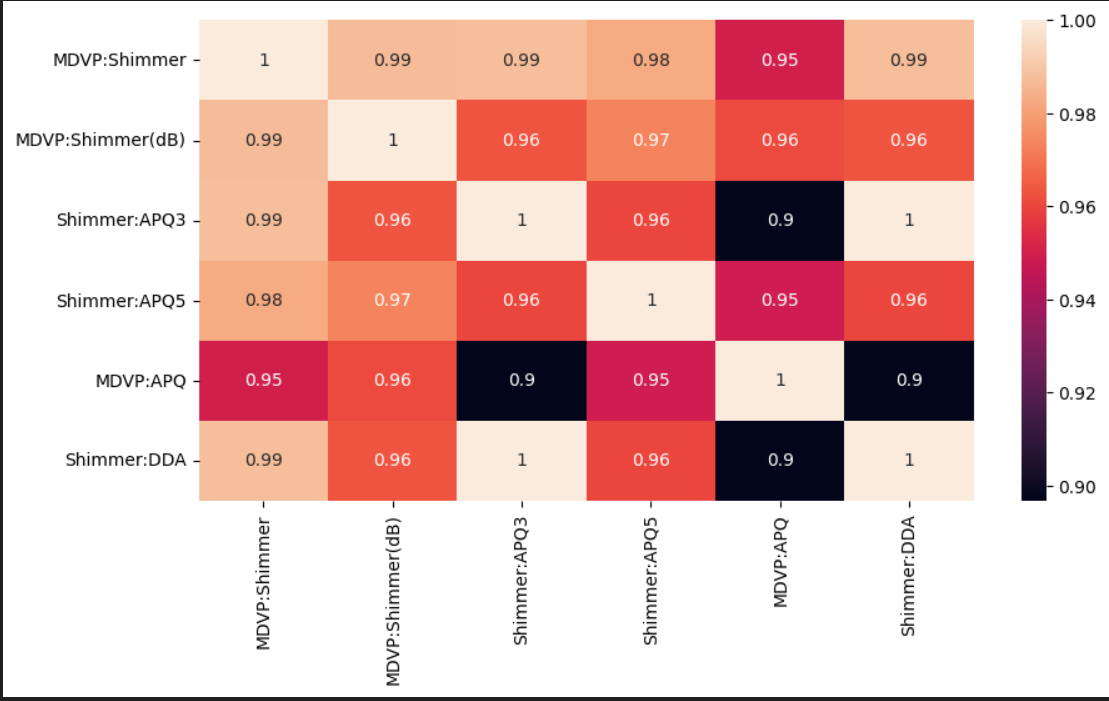 MDVP:Shimmer 1 0.99 0.99 0.98 0.95 0.99
MDVP:Shimmer(dB) 0.99 1 0.96 0.97 0.96 0.96
Shimmer:APQ3 0.99 0.96 1 0.96 0.9 1
Shimmer:APQ5 0.98 0.97 0.96 1 0.95 0.96
MDVP:APQ 0.95 0.96 0.9 0.95 1 0.9
Shimmer:DDA 0.99 0.96 1 0.96 0.9 1
MDVP:Shimmer
MDVP:Shimmer(dB)
Shimmer:APQ3
Shimmer:APQ5
MDVP:APQ
Shimmer:DDA
1.00
0.98
0.96
0.94
0.92
0.90